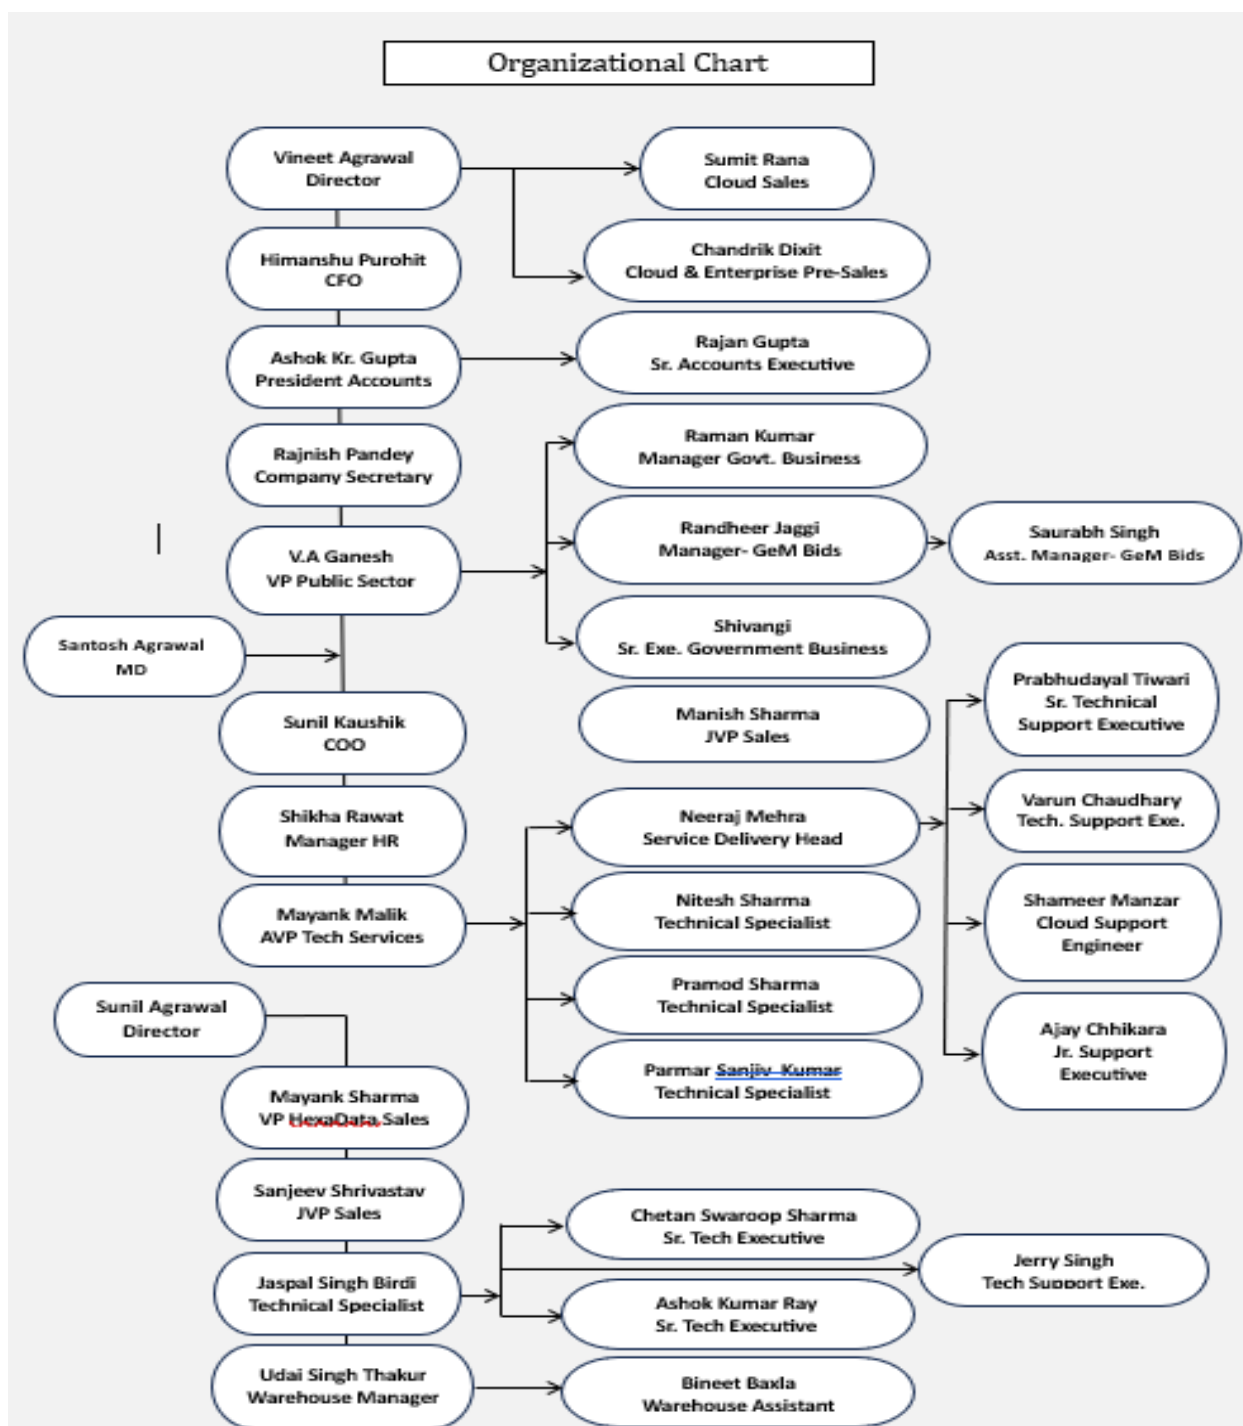 Organizational Chart
Vineet Agrawal
Director
Sumit Rana
Cloud Sales
Chandrik Dixit
Cloud & Enterprise Pre-Sales
Himanshu Purohit
CFO
Ashok Kr. Gupta
President Accounts
Rajan Gupta
Sr. Accounts Executive
Rajnish Pandey
Company Secretary
Raman Kumar
Manager Govt. Business
V.A Ganesh
VP Public Sector
Randheer Jaggi
Manager- GeM Bids
Saurabh Singh
Asst. Manager- GeM Bids
Shivangi
Sr. Exe. Government Business
Santosh Agrawal
MD
Sunil Kaushik
COO
Manish Sharma
JVP Sales
Prabhudayal Tiwari
Sr. Technical
Support Executive
Shikha Rawat
Manager HR
Neeraj Mehra
Service Delivery Head
Varun Chaudhary
Tech. Support Exe.
Mayank Malik
AVP Tech Services
Nitesh Sharma
Technical Specialist
Shameer Manzar
Cloud Support
Engineer
Sunil Agrawal
Director
Pramod Sharma
Technical Specialist
Ajay Chhikara
Jr. Support
Executive
Parmar Sanjiv Kumar
Technical Specialist
Mayank Sharma
VP HexaData Sales
Sanjeev Shrivastav
JVP Sales
Chetan Swaroop Sharma
Sr. Tech Executive
Jerry Singh
Tech Support Exe.
Jaspal Singh Birdi
Technical Specialist
Ashok Kumar Ray
Sr. Tech Executive
Udai Singh Thakur
Warehouse Manager
Bineet Baxla
Warehouse Assistant